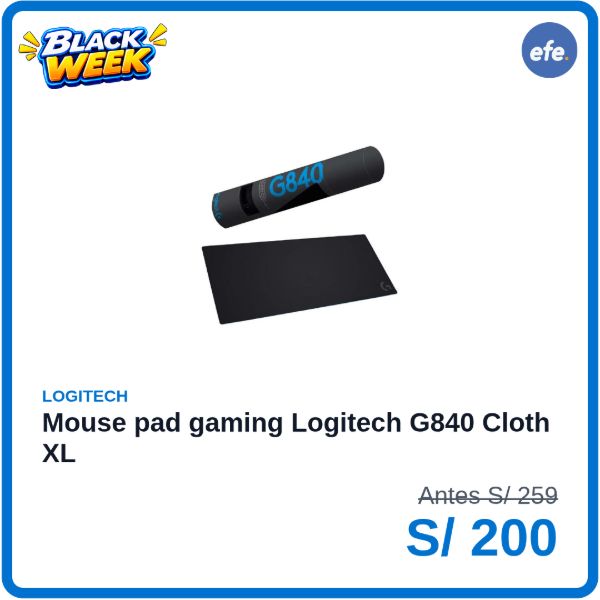 BLACK
WEEK
efe.
G840
LOGITECH
Mouse pad gaming Logitech G840 Cloth
XL
Antes S/ 259
S/ 200